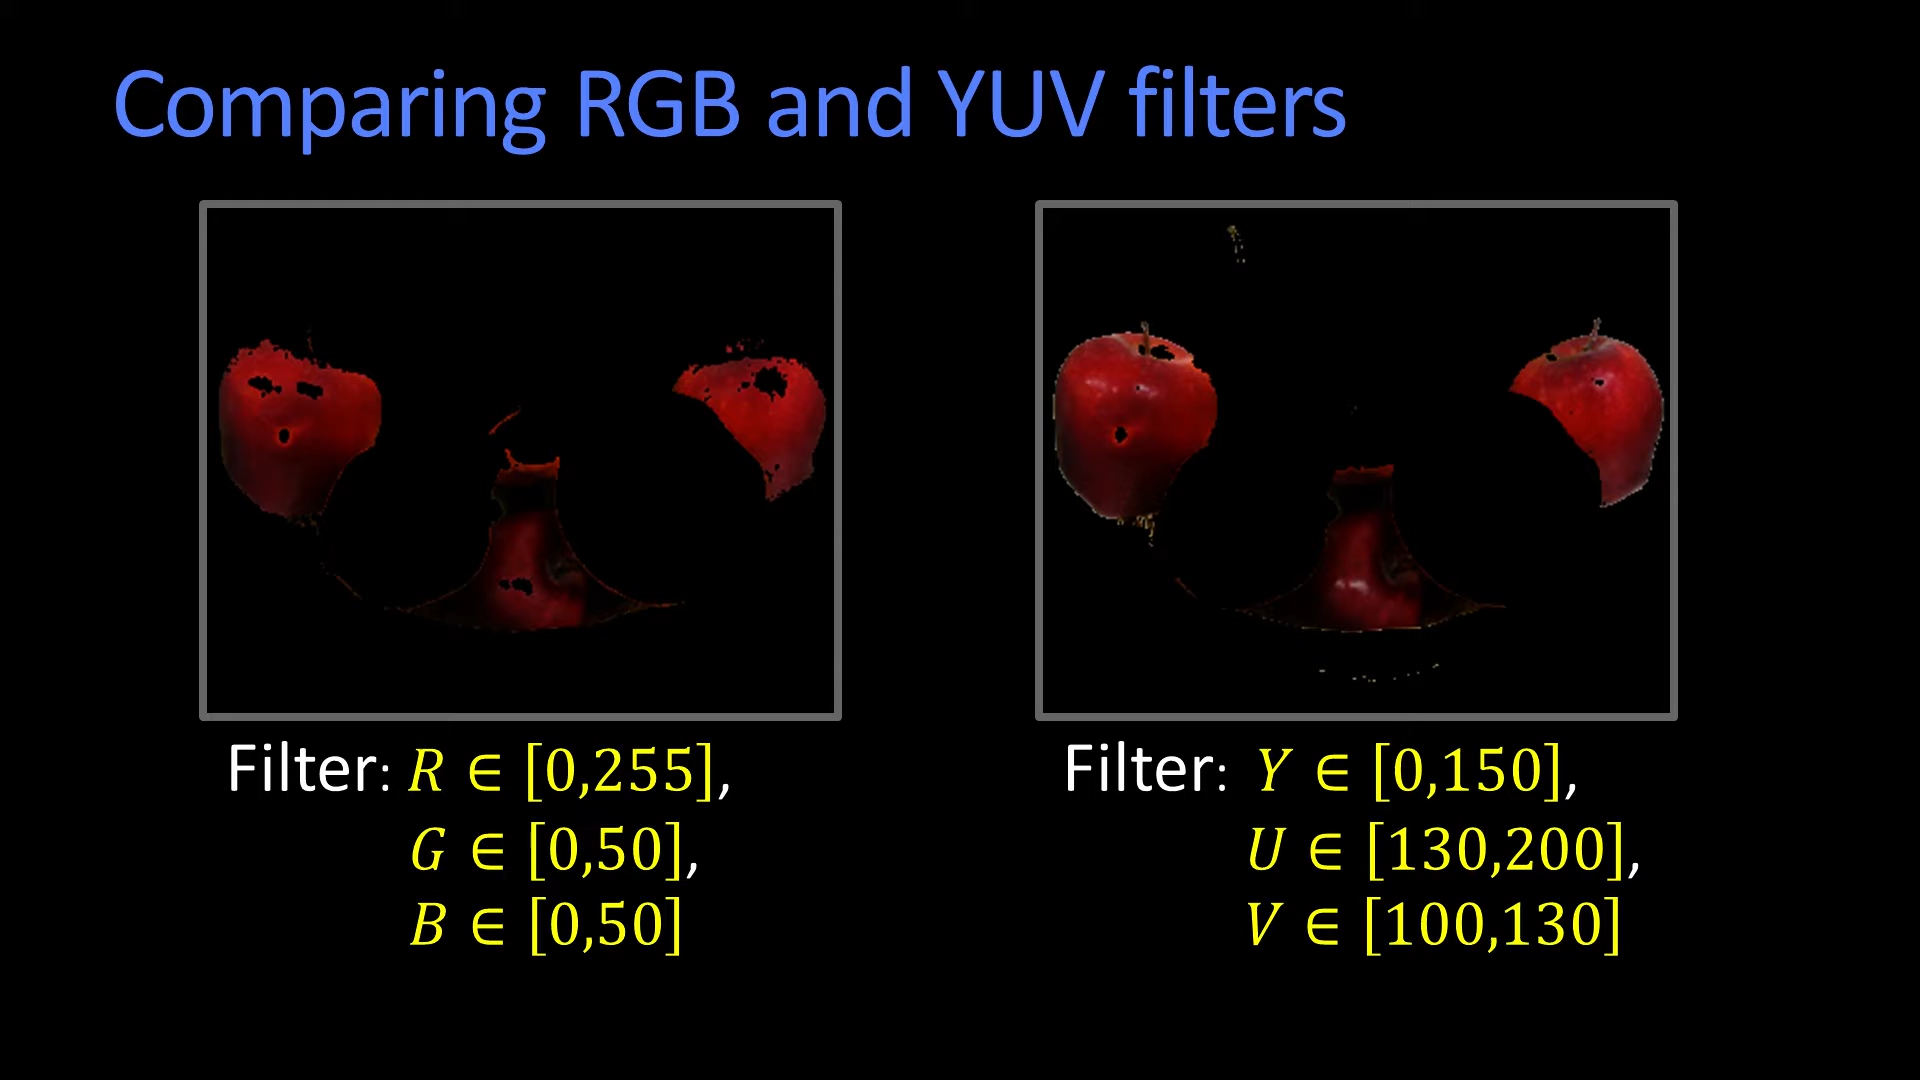 Comparing RGB and YUV filters
Filter: R ∈ [0,255],
G ∈ [0,50],
B ∈ [0,50]
Filter: Y ∈ [0,150],
U ∈ [130,200],
V ∈ [100,130]